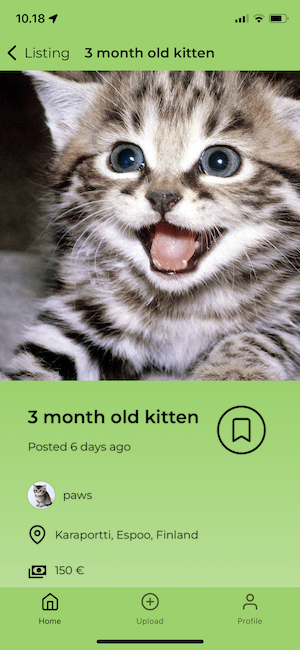 10.18
Listing 3 month old kitten
3 month old kitten
Posted 6 days ago
paws
Karaportti, Espoo, Finland
150 €
Home Upload Profile